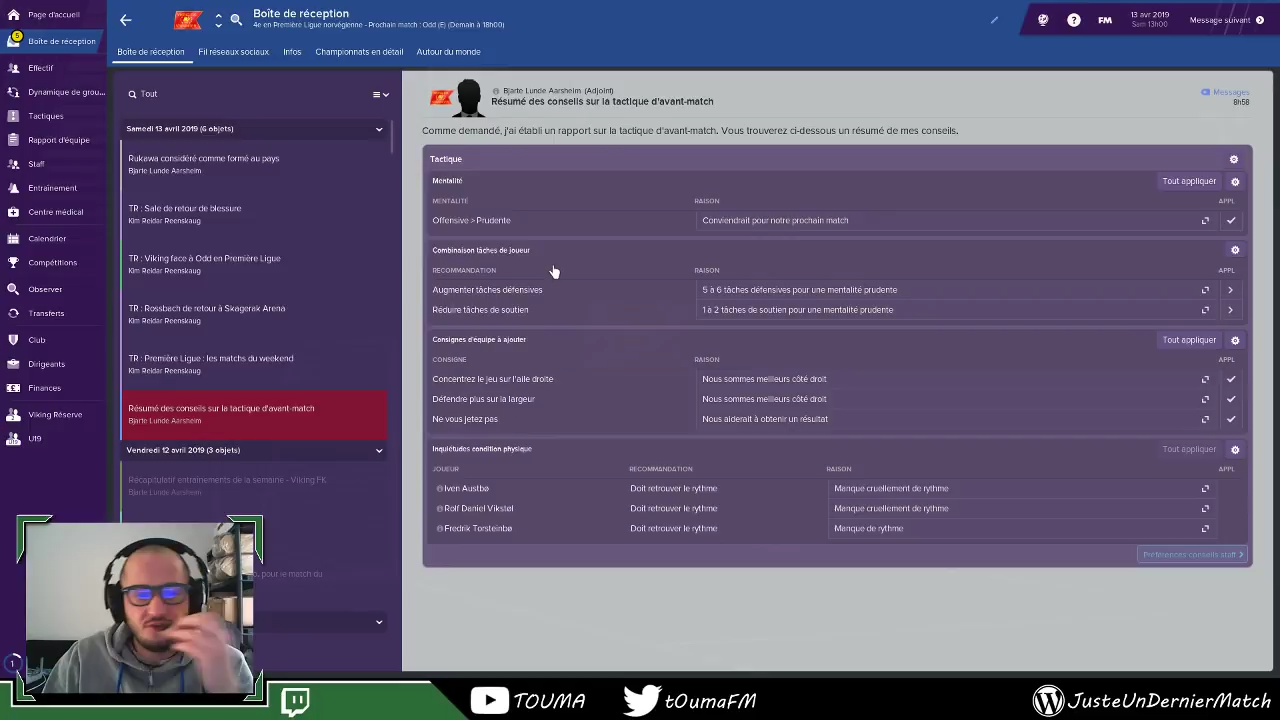 Boîte de réception
4e en Première Ligue norvégienne - Prochain match : Odd (E) (Demain à 18h00)
FM
13 avr 2019
Sam 13h00
Message suivant
5
Boîte de réception
Fil réseaux sociaux
Infos
Championnats en détail
Autour du monde
Page d'accueil
Boîte de réception
Effectif
Dynamique de grou...
Tactiques
Rapport d'équipe
Staff
Entraînement
Centre médical
Calendrier
Compétitions
Observer
Transferts
Club
Dirigeants
Finances
Viking Réserve
U19
1
Tout
Samedi 13 avril 2019 (6 objets)
Rukawa considéré comme formé au pays
Bjarte Lunde Aarsheim
TR : Sale de retour de blessure
Kim Reidar Reenskaug
TR : Viking face à Odd en Première Ligue
Kim Reidar Reenskaug
TR : Rossbach de retour à Skagerak Arena
Kim Reidar Reenskaug
TR : Première Ligue : les matchs du weekend
Kim Reidar Reenskaug
Résumé des conseils sur la tactique d'avant-match
Bjarte Lunde Aarsheim
Vendredi 12 avril 2019 (3 objets)
Récapitulatif entraînements de la semaine - Viking FK
Bjarte Lunde Aarsheim
pour le match du
Bjarte Lunde Aarsheim (Adjoint)
Résumé des conseils sur la tactique d'avant-match
Messages
8h58
Comme demandé, j'ai établi un rapport sur la tactique d'avant-match. Vous trouverez ci-dessous un résumé de mes conseils.
Tactique
Mentalité
Tout appliquer
MENTALITÉ RAISON APPL
Offensive > Prudente Conviendrait pour notre prochain match
Combinaison tâches de joueur
RECOMMANDATION RAISON APPL
Augmenter tâches défensives 5 à 6 tâches défensives pour une mentalité prudente
Réduire tâches de soutien 1 à 2 tâches de soutien pour une mentalité prudente
Consignes d'équipe à ajouter
Tout appliquer
CONSIGNE RAISON APPL
Concentrez le jeu sur l'aile droite Nous sommes meilleurs côté droit
Défendre plus sur la largeur Nous sommes meilleurs côté droit
Ne vous jetez pas Nous aiderait à obtenir un résultat
Inquiétudes condition physique
Tout appliquer
JOUEUR RECOMMANDATION RAISON APPL
Iven Austbø Doit retrouver le rythme Manque cruellement de rythme
Rolf Daniel Vikstøl Doit retrouver le rythme Manque cruellement de rythme
Fredrik Torsteinbø Doit retrouver le rythme Manque de rythme
Préférences conseils staff
TOUMA
tOumaFM
JusteUnDernierMatch